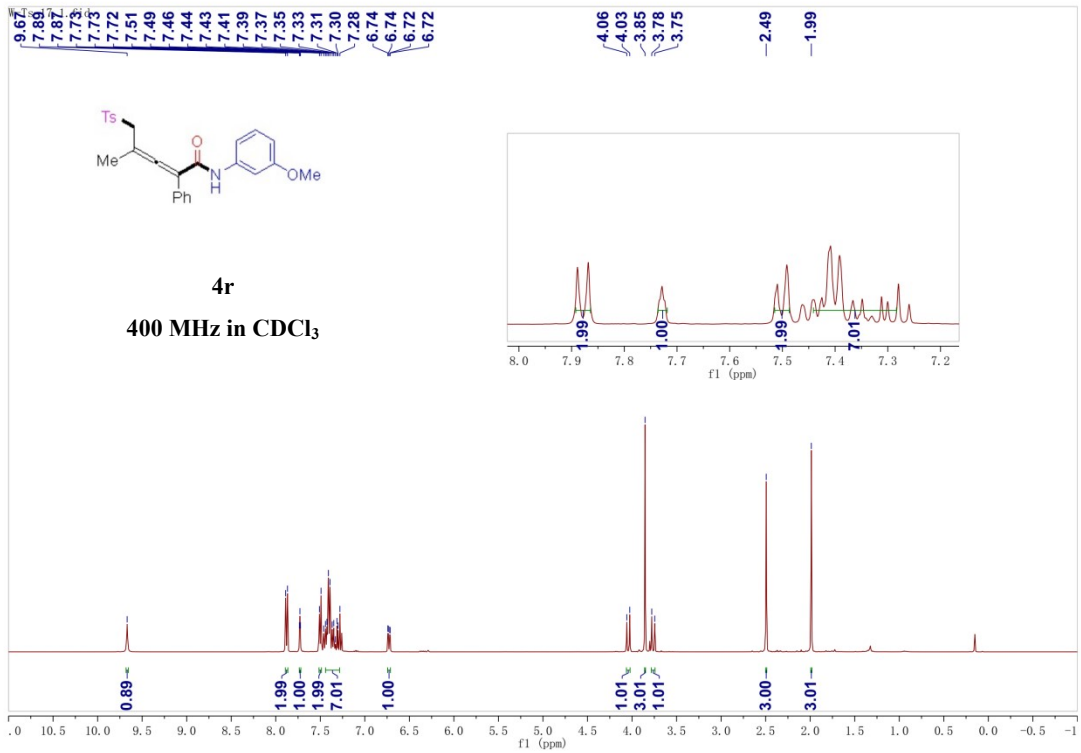 9.67 7.89 7.87 7.73 7.73 7.72 7.51 7.49 7.46 7.44 7.43 7.41 7.39 7.37 7.35 7.33 7.31 7.30 7.28 6.74 6.74 6.72 6.72 4.06 4.03 3.85 3.78 3.75 2.49 1.99
Ts
O
Me
N
H
OMe
Ph
4r
400 MHz in CDCl₃
1.99 1.00 1.99 7.01
8.0 7.9 7.8 7.7 7.6 7.5 7.4 7.3 7.2
f1 (ppm)
0.89 1.99 1.00 1.99 7.01 1.00 1.01 3.01 1.01 3.00 3.01
.0 10.5 10.0 9.5 9.0 8.5 8.0 7.5 7.0 6.5 6.0 5.5 5.0 4.5 4.0 3.5 3.0 2.5 2.0 1.5 1.0 0.5 0.0 -0.5 -1
f1 (ppm)